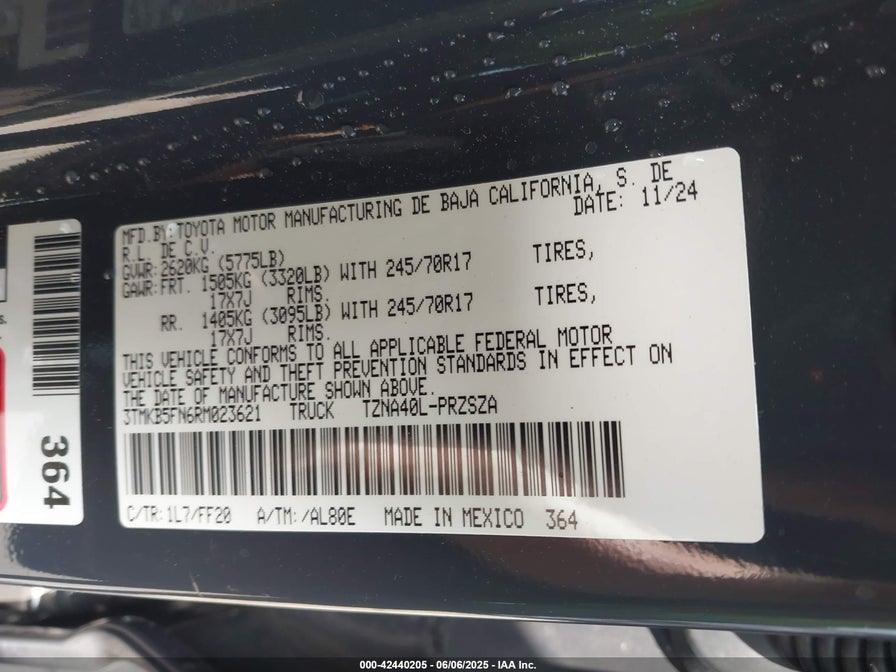 MFD.BY:TOYOTA MOTOR MANUFACTURING DE BAJA CALIFORNIA, S. DE
R.L. DE C.V. DATE: 11/24
GVWR:2620KG (5775LB)
GAWR:FRT. 1505KG (3320LB) WITH 245/70R17 TIRES,
17X7J RIMS.
RR. 1405KG (3095LB) WITH 245/70R17 TIRES,
17X7J RIMS.
THIS VEHICLE CONFORMS TO ALL APPLICABLE FEDERAL MOTOR
VEHICLE SAFETY AND THEFT PREVENTION STANDARDS IN EFFECT ON
THE DATE OF MANUFACTURE SHOWN ABOVE.
3TMKB5FN6RM023621 TRUCK TZNA40L-PRZSZA
C/TR:1L7/FF20 A/TM:/AL80E MADE IN MEXICO 364
364
000-42440205 - 06/06/2025 - IAA Inc.